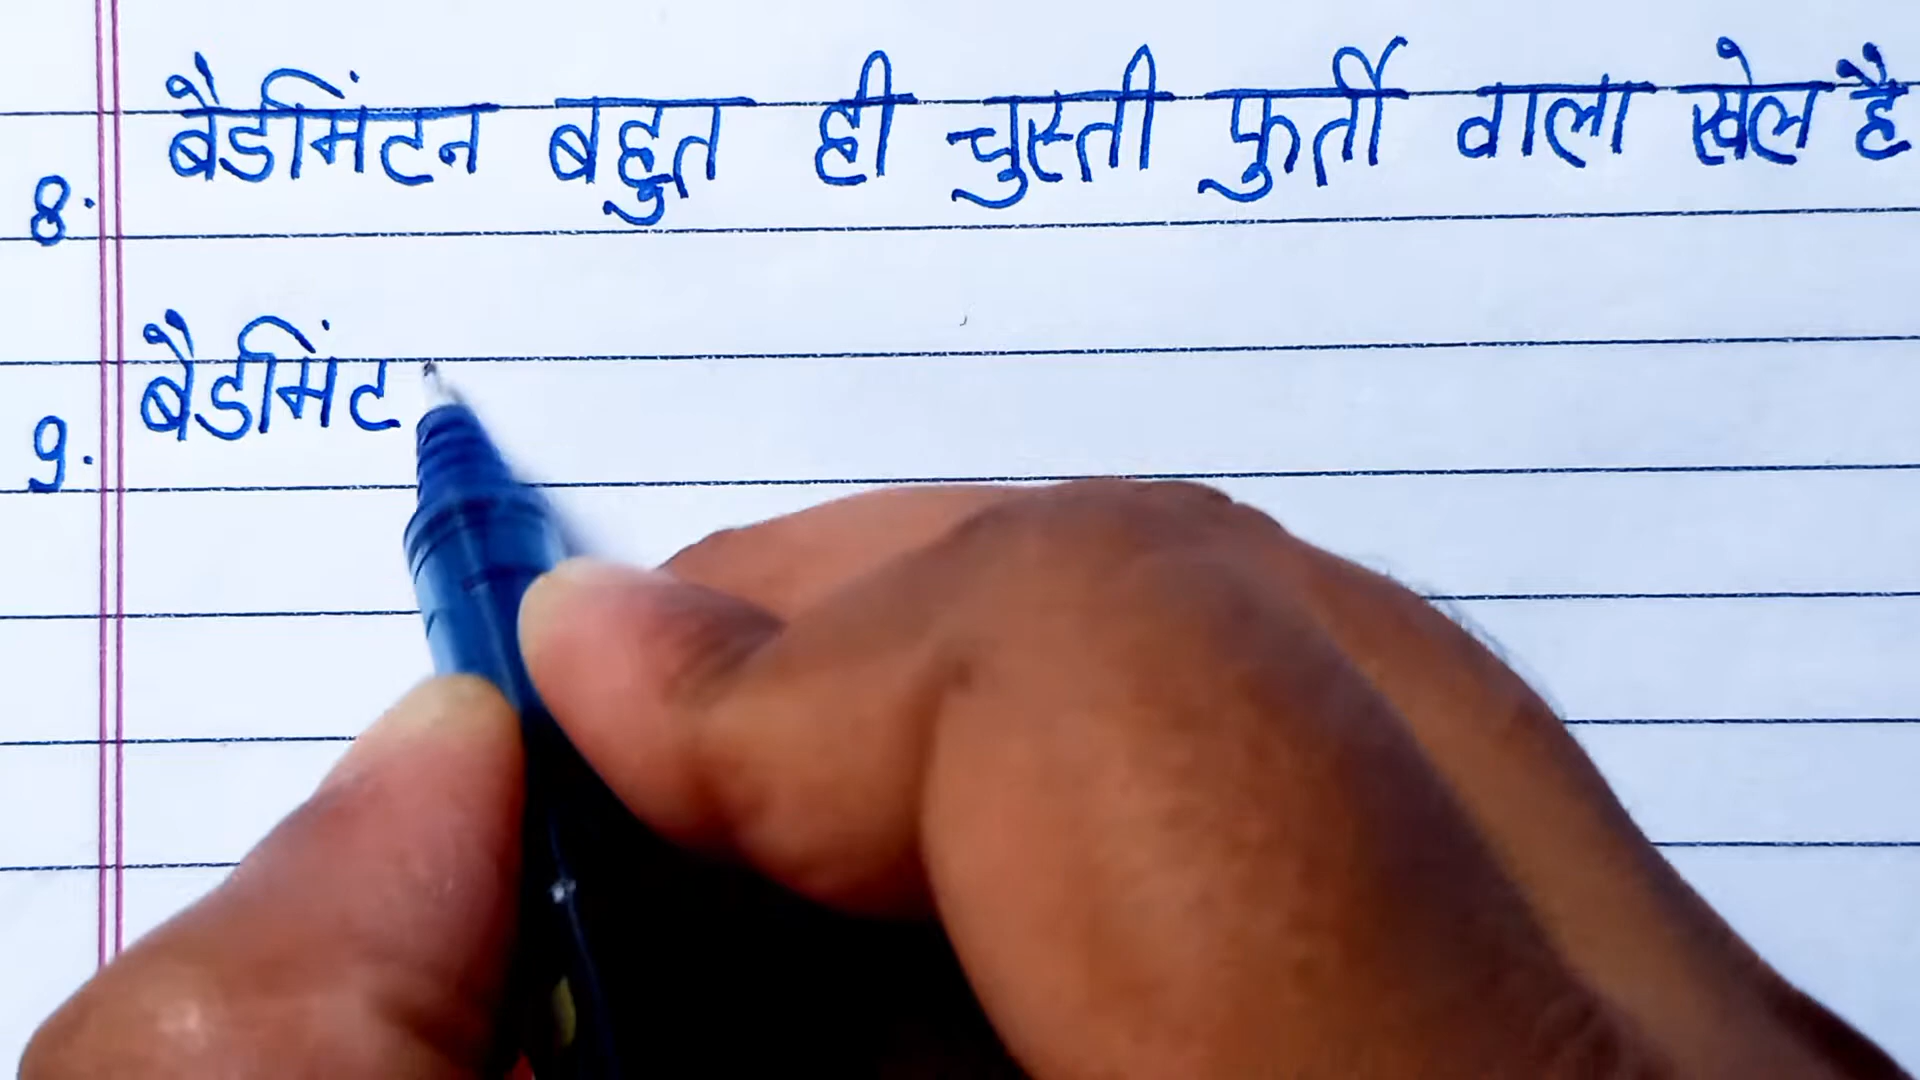 8. बैडमिंटन बहुत ही चुस्ती फुर्ती वाला खेल है
9. बैडमिंट